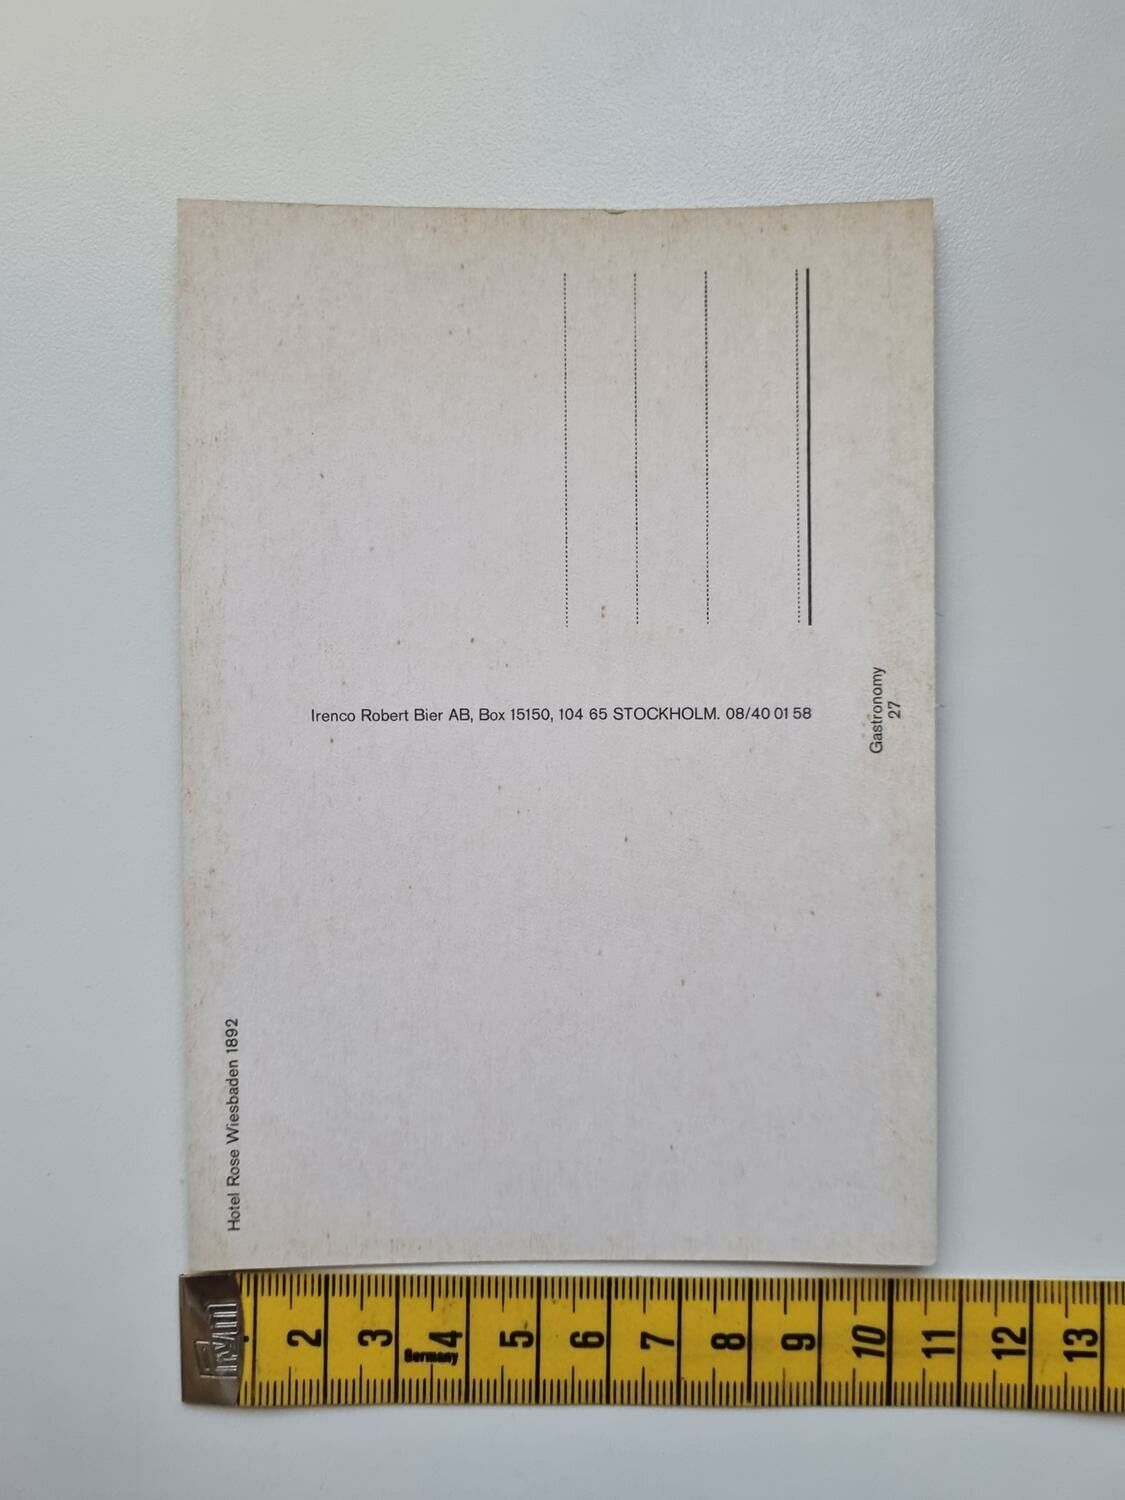 Irenco Robert Bier AB, Box 15150, 104 65 STOCKHOLM. 08/40 01 58
Gastronomy
27
Hotel Rose Wiesbaden 1892
2 3 4 5 6 7 8 9 10 11 12 13
Germany